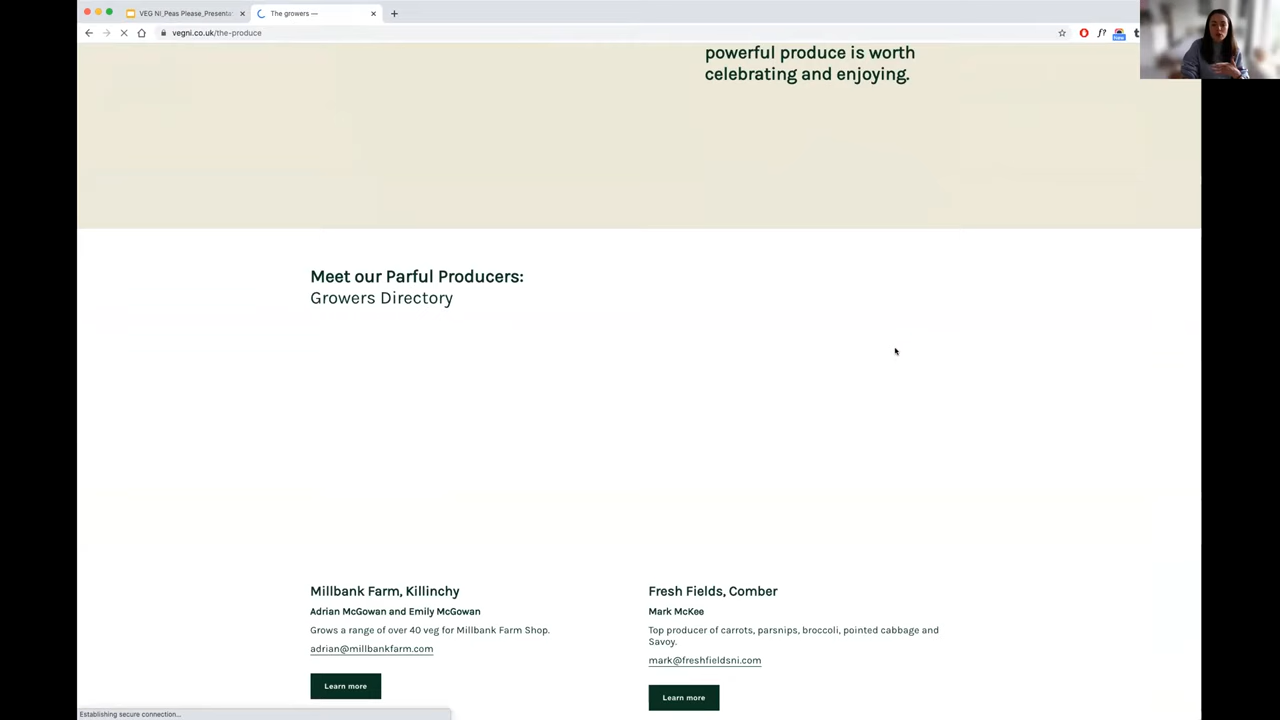 VEG NI_Peas Please_Presenta
The growers —
vegni.co.uk/the-produce
f?
New
t
powerful produce is worth
celebrating and enjoying.
Meet our Parful Producers:
Growers Directory
Millbank Farm, Killinchy
Adrian McGowan and Emily McGowan
Grows a range of over 40 veg for Millbank Farm Shop.
adrian@millbankfarm.com
Learn more
Fresh Fields, Comber
Mark McKee
Top producer of carrots, parsnips, broccoli, pointed cabbage and
Savoy.
mark@freshfieldsni.com
Learn more
Establishing secure connection...